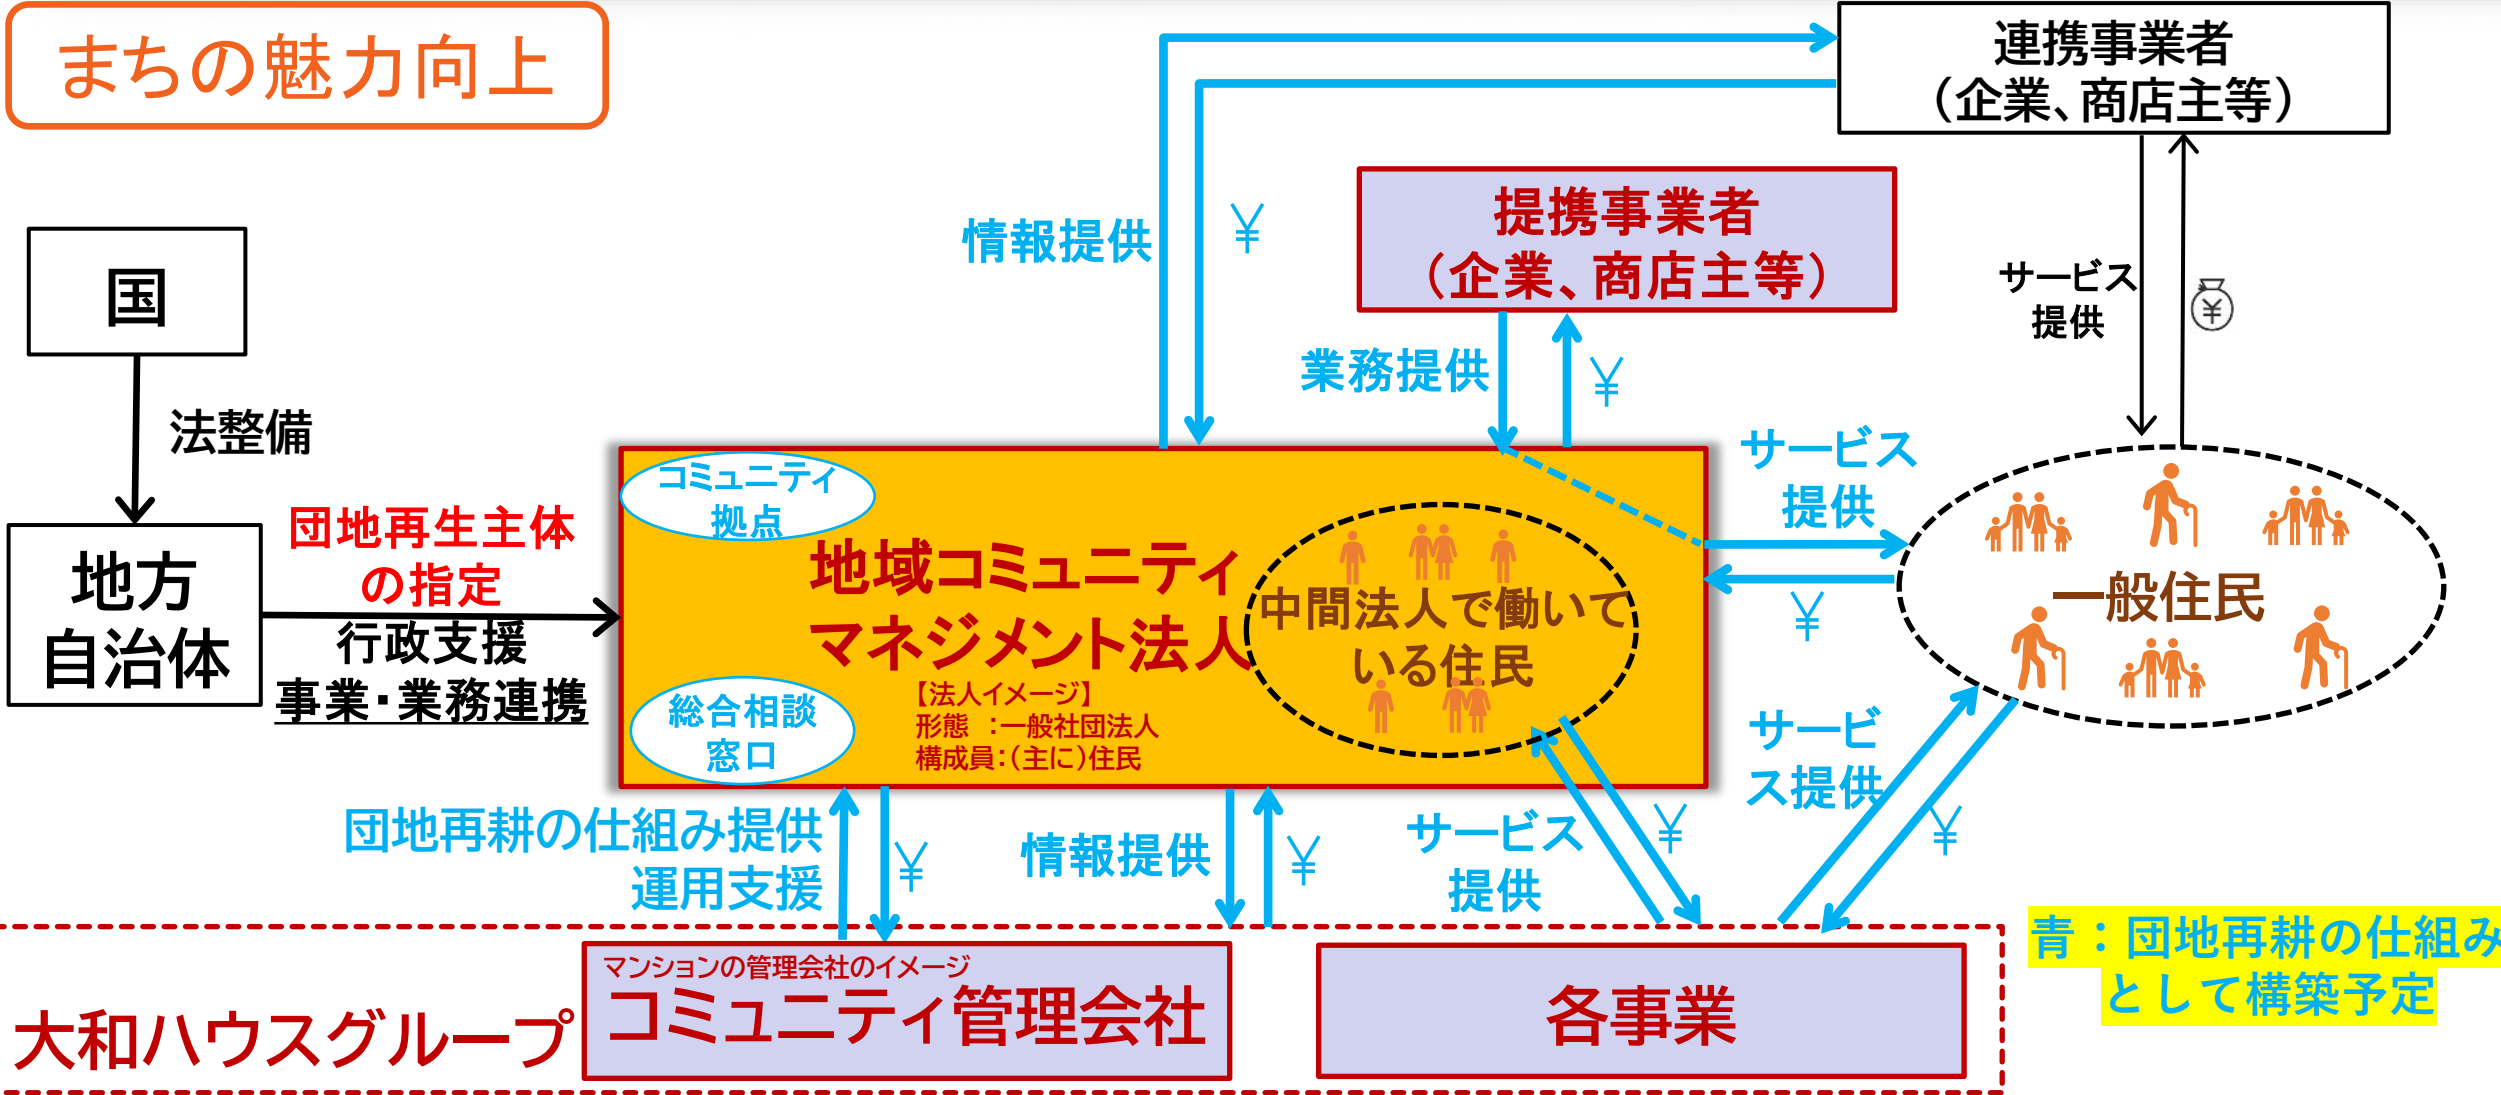 まちの魅力向上
連携事業者
（企業、商店主等）
提携事業者
（企業、商店主等）
情報提供
￥
国
サービス
提供
￥
業務提供
￥
法整備
サービス
提供
コミュニティ
拠点
団地再生主体
の指定
地方
自治体
行政支援
事業・業務連携
地域コミュニティ
マネジメント法人
中間法人で働いて
いる住民
一般住民
￥
【法人イメージ】
形態　：一般社団法人
構成員：（主に）住民
総合相談
窓口
サービ
ス提供
￥
団地再耕の仕組み提供
運用支援
￥
情報提供
￥
サービス
提供
￥
青：団地再耕の仕組み
として構築予定
大和ハウスグループ
マンションの管理会社のイメージ
コミュニティ管理会社
各事業